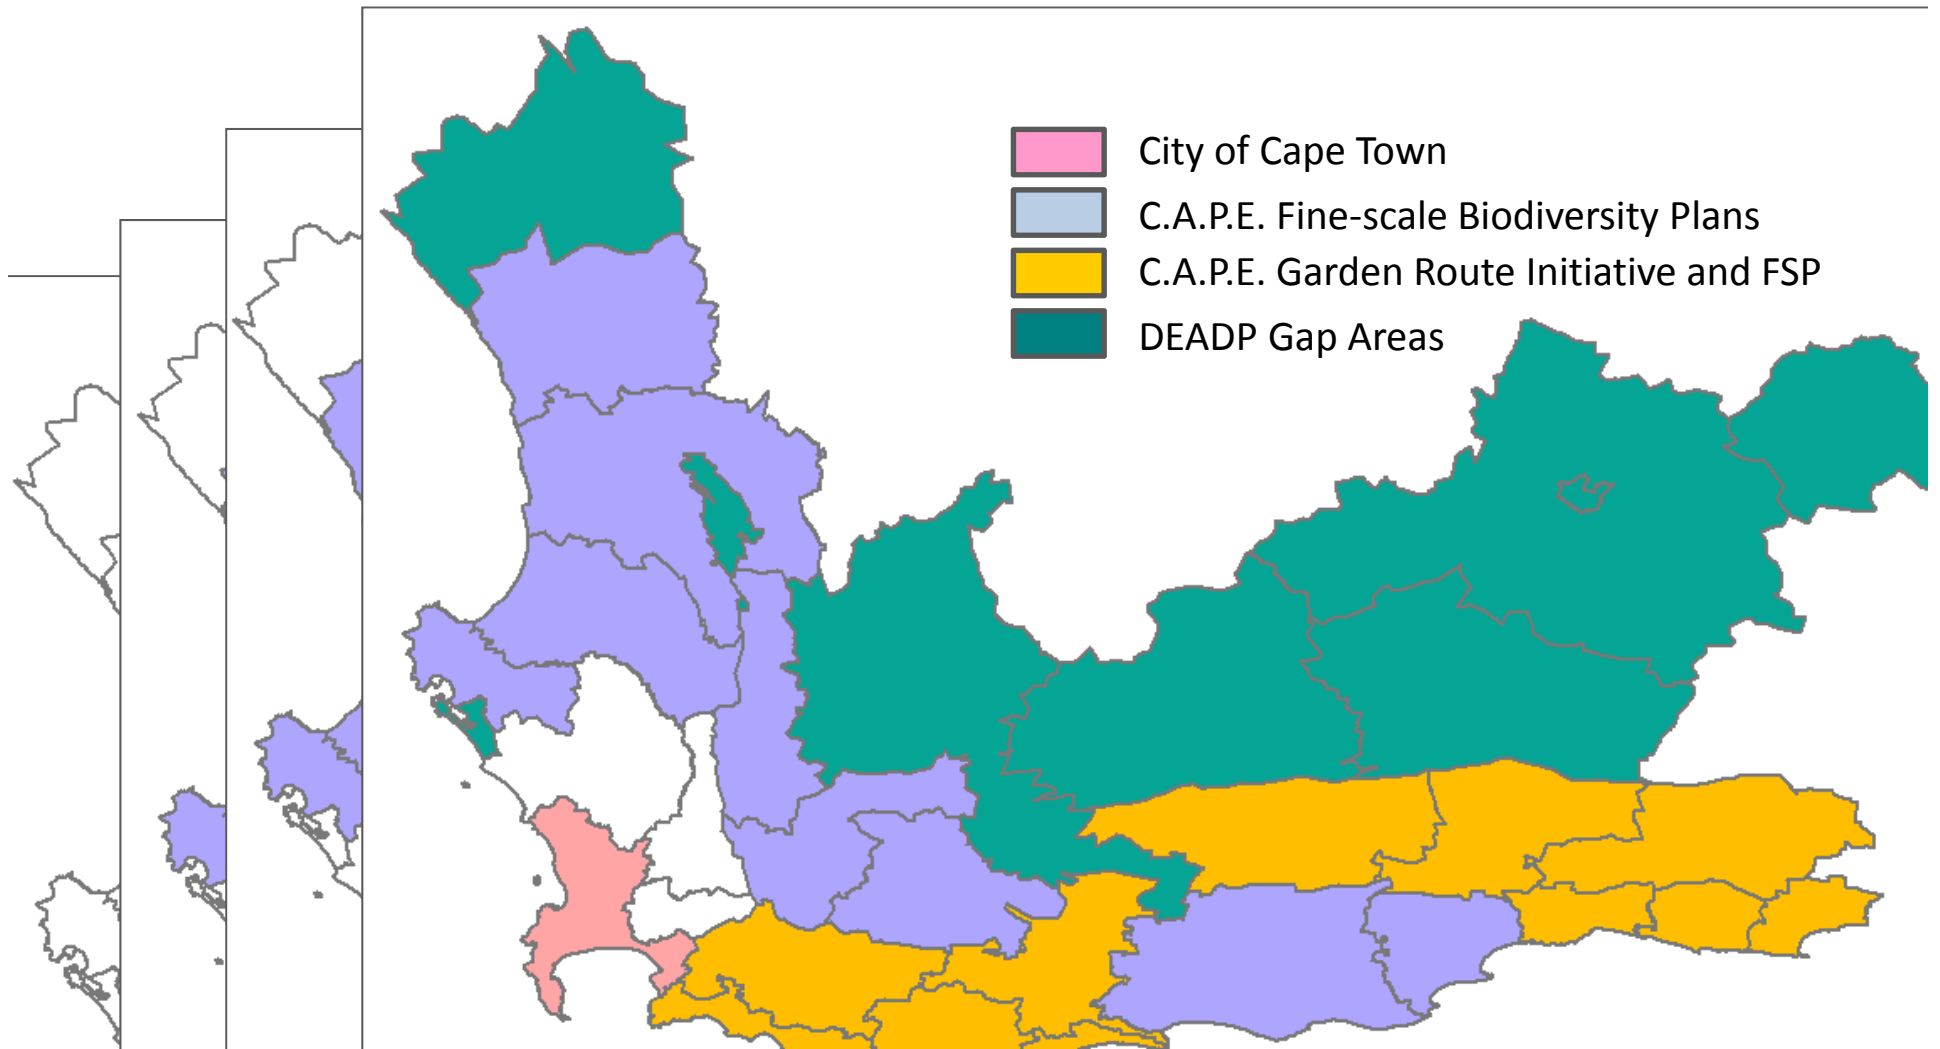 City of Cape Town
C.A.P.E. Fine-scale Biodiversity Plans
C.A.P.E. Garden Route Initiative and FSP
DEADP Gap Areas